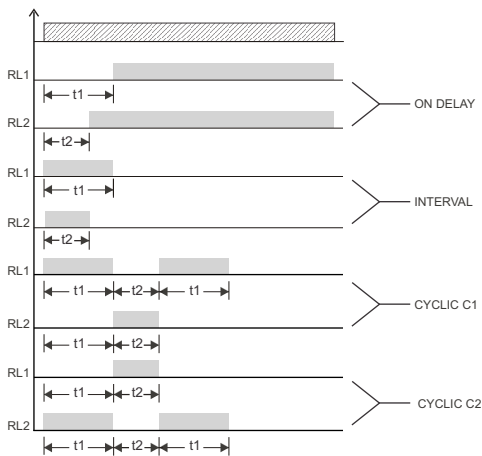 RL1
t1
ON DELAY
RL2
t2
RL1
t1
INTERVAL
RL2
t2
RL1
t1 t2 t1
CYCLIC C1
RL2
t1 t2
RL1
t1 t2
CYCLIC C2
RL2
t1 t2 t1